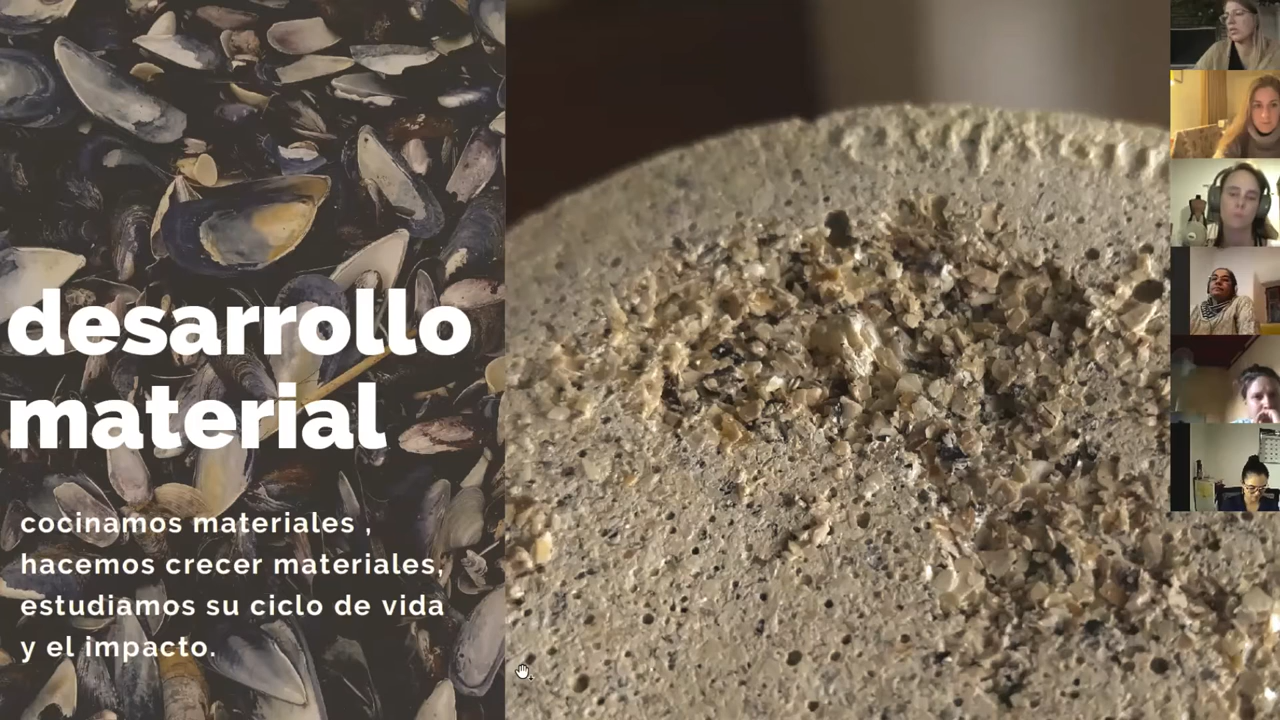 desarrollo
material
cocinamos materiales ,
hacemos crecer materiales,
estudiamos su ciclo de vida
y el impacto.